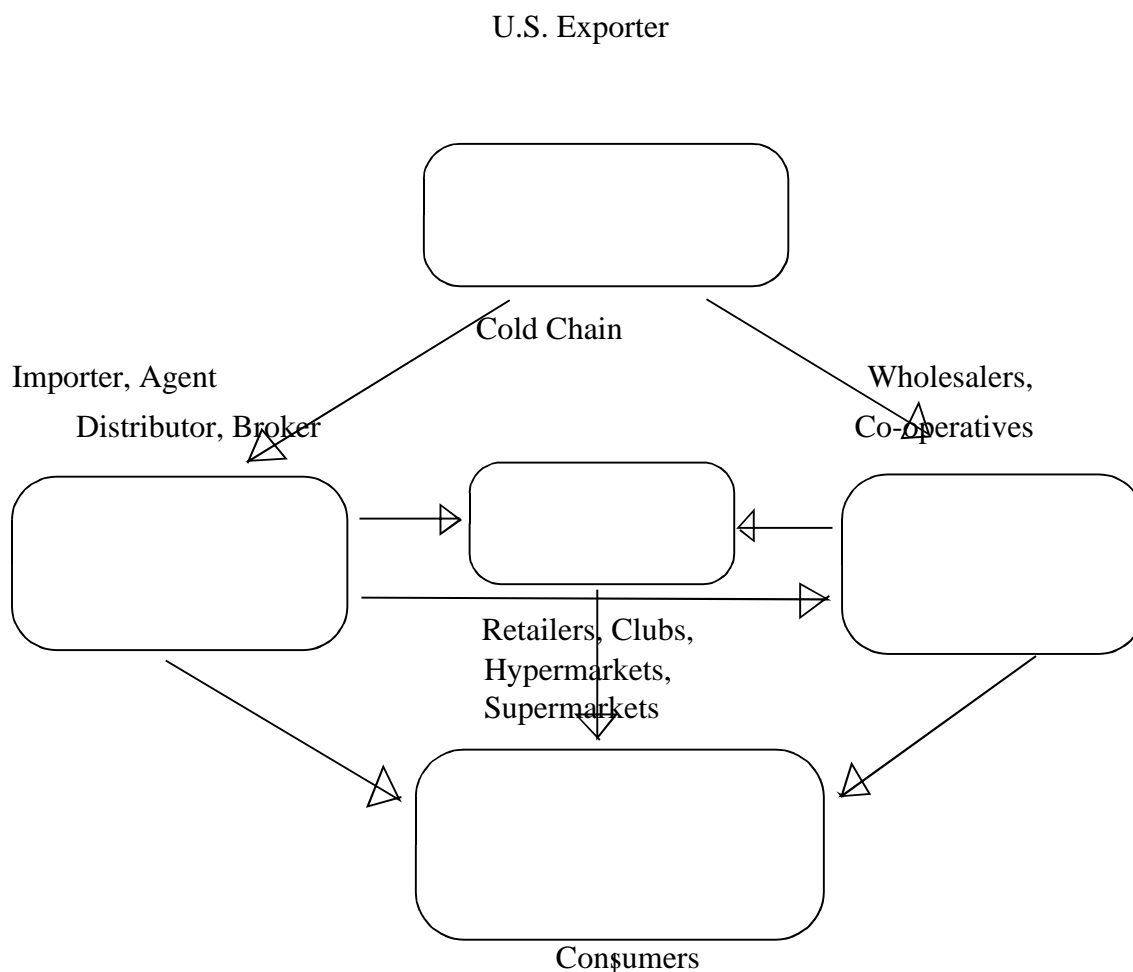 U.S. Exporter
Cold Chain
Importer, Agent
Wholesalers,
Distributor, Broker
Co-operatives
Retailers, Clubs,
Hypermarkets,
Supermarkets
Consumers